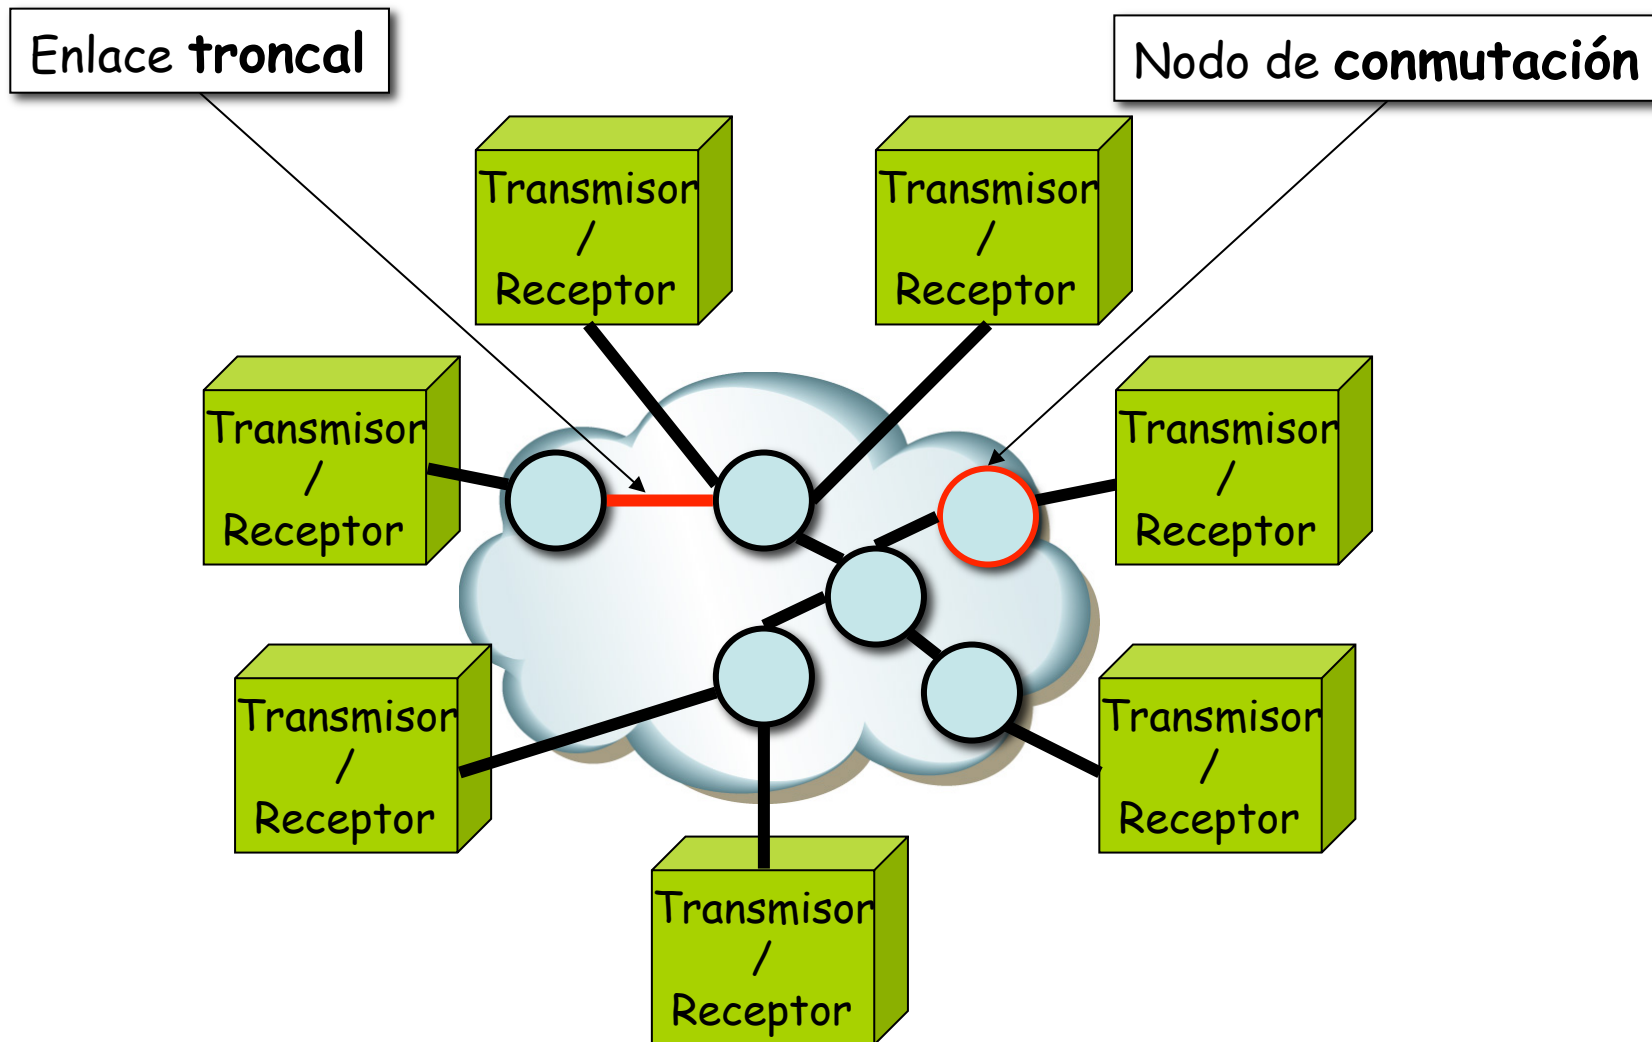 Enlace troncal
Nodo de conmutación
Transmisor
/
Receptor
Transmisor
/
Receptor
Transmisor
/
Receptor
Transmisor
/
Receptor
Transmisor
/
Receptor
Transmisor
/
Receptor
Transmisor
/
Receptor